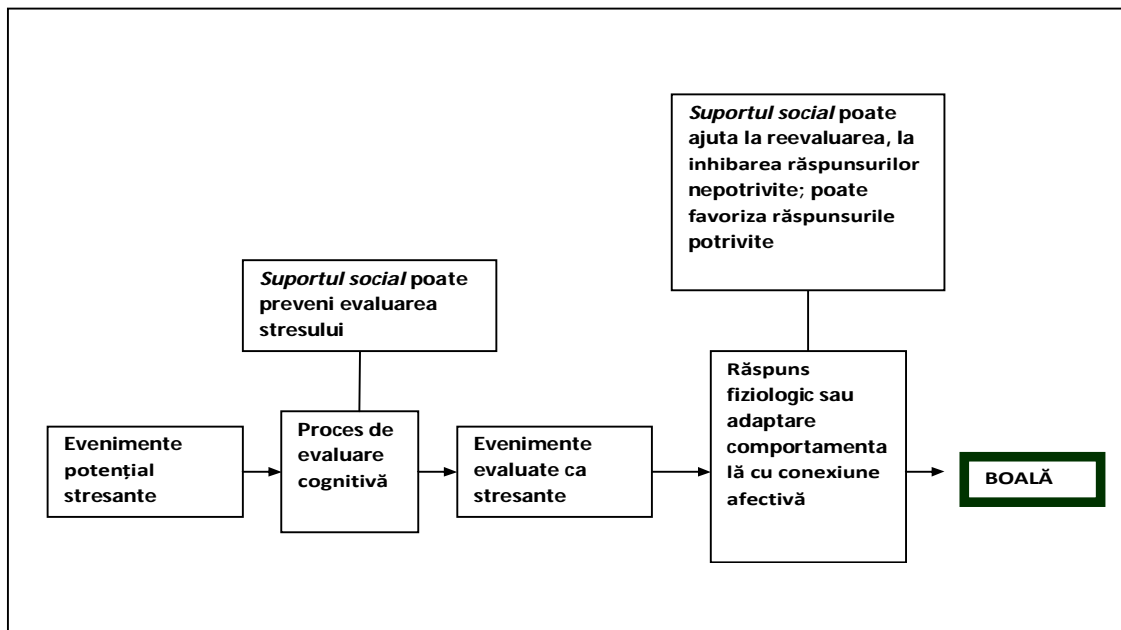 Suportul social poate
ajuta la reevaluarea, la
inhibarea răspunsurilor
nepotrivite; poate
favoriza răspunsurile
potrivite
Suportul social poate
preveni evaluarea
stresului
Evenimente
potențial
stresante
Proces de
evaluare
cognitivă
Evenimente
evaluate ca
stresante
Răspuns
fiziologic sau
adaptare
comportamenta
lă cu conexiune
afectivă
BOALĂ